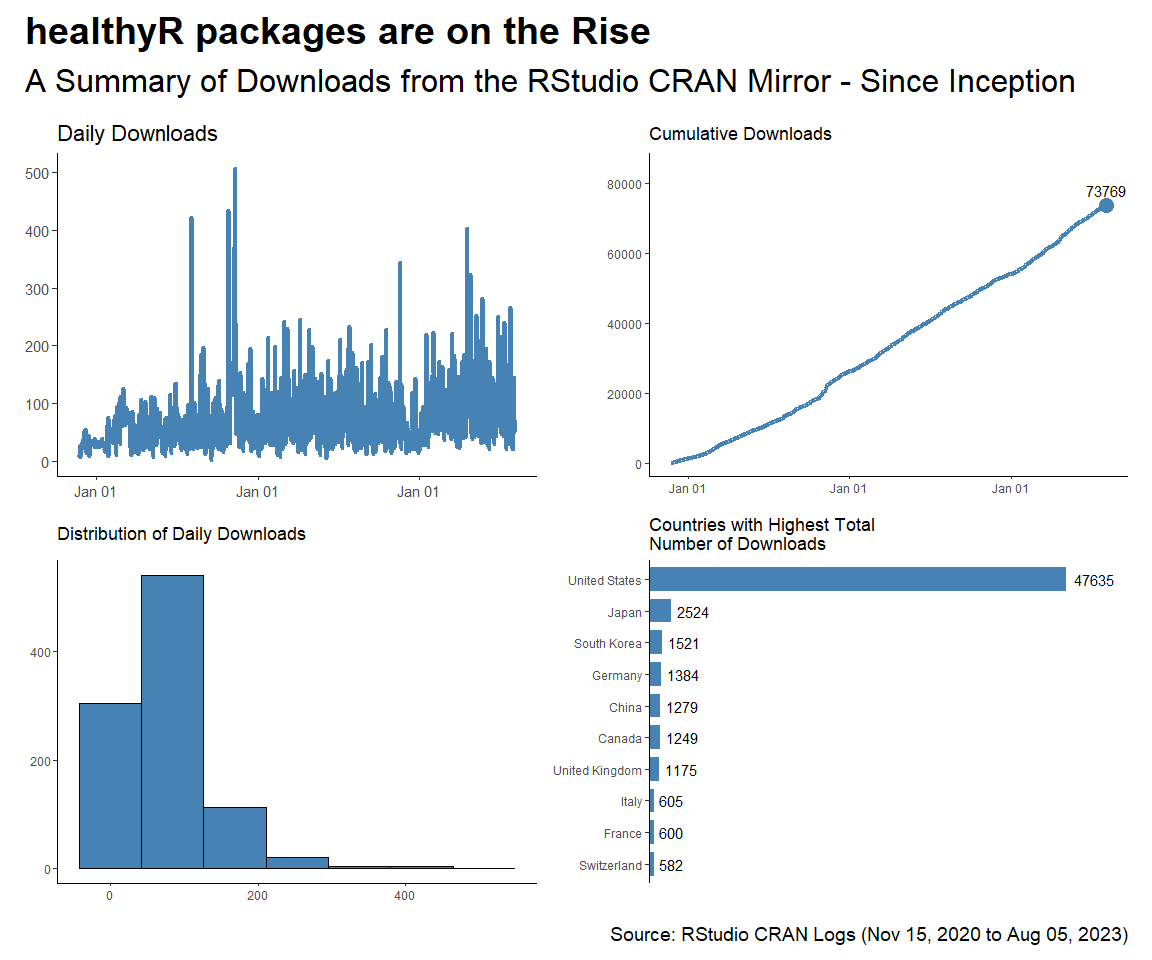 healthyR packages are on the Rise
A Summary of Downloads from the RStudio CRAN Mirror - Since Inception
Daily Downloads
500
400
300
200
100
0
Jan 01
Jan 01
Jan 01
Cumulative Downloads
80000
60000
40000
20000
0
73769
Jan 01
Jan 01
Jan 01
Distribution of Daily Downloads
400
200
0
0
200
400
Countries with Highest Total
Number of Downloads
United States 47635
Japan 2524
South Korea 1521
Germany 1384
China 1279
Canada 1249
United Kingdom 1175
Italy 605
France 600
Switzerland 582
Source: RStudio CRAN Logs (Nov 15, 2020 to Aug 05, 2023)